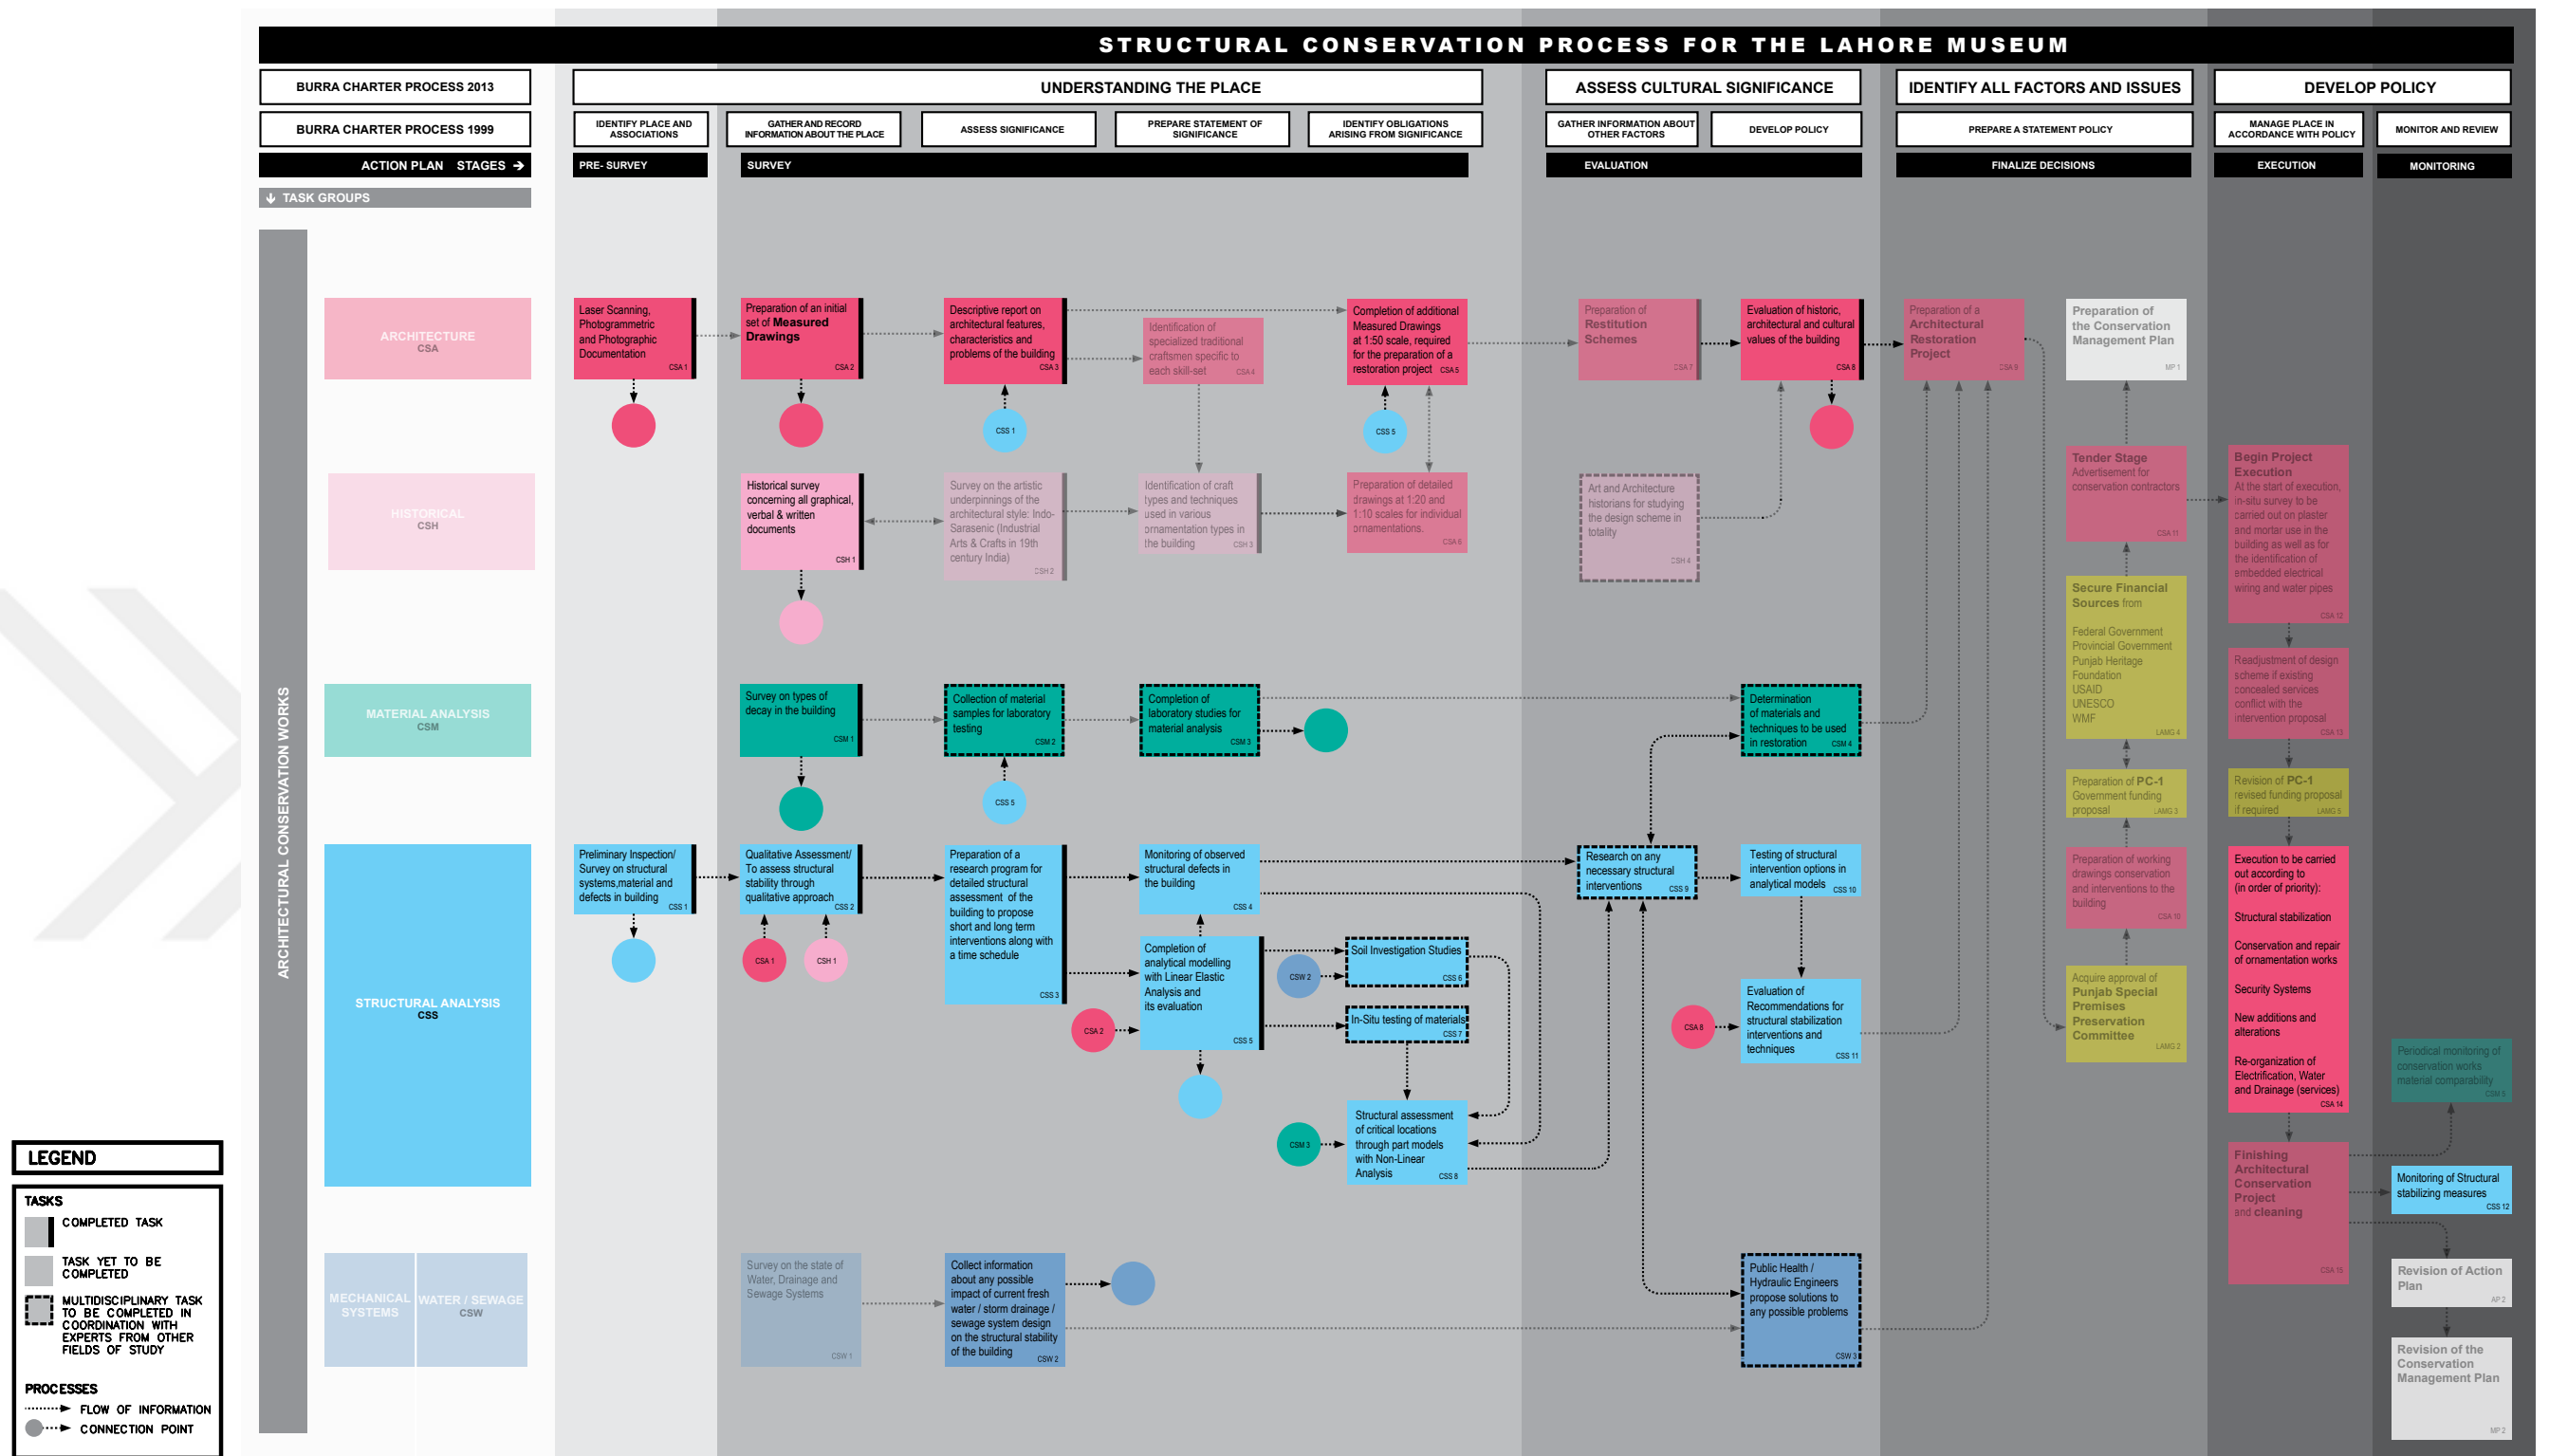 STRUCTURAL CONSERVATION PROCESS FOR THE LAHORE MUSEUM
BURRA CHARTER PROCESS 2013
UNDERSTANDING THE PLACE
ASSESS CULTURAL SIGNIFICANCE
IDENTIFY ALL FACTORS AND ISSUES
DEVELOP POLICY
BURRA CHARTER PROCESS 1999
IDENTIFY PLACE AND
ASSOCIATIONS
GATHER AND RECORD
INFORMATION ABOUT THE PLACE
ASSESS SIGNIFICANCE
PREPARE STATEMENT OF
SIGNIFICANCE
IDENTIFY OBLIGATIONS
ARISING FROM SIGNIFICANCE
GATHER INFORMATION ABOUT
OTHER FACTORS
DEVELOP POLICY
PREPARE A STATEMENT POLICY
MANAGE PLACE IN
ACCORDANCE WITH POLICY
MONITOR AND REVIEW
ACTION PLAN STAGES →
PRE- SURVEY
SURVEY
EVALUATION
FINALIZE DECISIONS
EXECUTION
MONITORING
↓ TASK GROUPS
ARCHITECTURAL CONSERVATION WORKS
ARCHITECTURE
CSA
Laser Scanning,
Photogrammetric
and Photographic
Documentation
CSA 1
Preparation of an initial
set of Measured
Drawings
CSA 2
Descriptive report on
architectural features,
characteristics and
problems of the building
CSA 3
CSS 1
Identification of
specialized traditional
craftsmen specific to
each skill-set CSA 4
Completion of additional
Measured Drawings
at 1:50 scale, required
for the preparation of a
restoration project CSA 5
CSS 5
Preparation of
Restitution
Schemes
CSA 7
Evaluation of historic,
architectural and cultural
values of the building
CSA 8
Preparation of a
Architectural
Restoration
Project
CSA 9
Preparation of
the Conservation
Management Plan
MP 1
HISTORICAL
CSH
Historical survey
concerning all graphical,
verbal & written
documents
CSH 1
Survey on the artistic
underpinnings of the
architectural style: Indo-
Sarasenic (Industrial
Arts & Crafts in 19th
century India)
CSH 2
Identification of craft
types and techniques
used in various
ornamentation types in
the building CSH 3
Preparation of detailed
drawings at 1:20 and
1:10 scales for individual
ornamentations.
CSA 6
Art and Architecture
historians for studying
the design scheme in
totality
CSH 4
Tender Stage
Advertisement for
conservation contractors
CSA 11
Begin Project
Execution
At the start of execution,
in-situ survey to be
carried out on plaster
and mortar use in the
building as well as for
the identification of
embedded electrical
wiring and water pipes
CSA 12
Secure Financial
Sources from
Federal Government
Provincial Government
Punjab Heritage
Foundation
USAID
UNESCO
WMF
LAMG 4
Readjustment of design
scheme if existing
concealed services
conflict with the
intervention proposal
CSA 13
MATERIAL ANALYSIS
CSM
Survey on types of
decay in the building
CSM 1
Collection of material
samples for laboratory
testing
CSM 2
CSS 5
Completion of
laboratory studies for
material analysis
CSM 3
Determination
of materials and
techniques to be used
in restoration CSM 4
Preparation of PC-1
Government funding
proposal LAMG 3
Revision of PC-1
revised funding proposal
if required LAMG 5
STRUCTURAL ANALYSIS
CSS
Preliminary Inspection/
Survey on structural
systems,material and
defects in building
CSS 1
Qualitative Assessment/
To assess structural
stability through
qualitative approach
CSS 2
CSA 1
CSH 1
Preparation of a
research program for
detailed structural
assessment of the
building to propose
short and long term
interventions along with
a time schedule
CSS 3
Monitoring of observed
structural defects in
the building
CSS 4
Completion of
analytical modelling
with Linear Elastic
Analysis and
its evaluation
CSS 5
CSA 2
Soil Investigation Studies
CSS 6
CSW 2
In-Situ testing of materials
CSS 7
Structural assessment
of critical locations
through part models
with Non-Linear
Analysis
CSS 8
CSM 3
Research on any
necessary structural
interventions CSS 9
Testing of structural
intervention options in
analytical models CSS 10
Evaluation of
Recommendations for
structural stabilization
interventions and
techniques
CSS 11
CSA 8
Preparation of working
drawings conservation
and interventions to the
building
CSA 10
Acquire approval of
Punjab Special
Premises
Preservation
Committee
LAMG 2
Execution to be carried
out according to
(in order of priority):
Structural stabilization
Conservation and repair
of ornamentation works
Security Systems
New additions and
alterations
Re-organization of
Electrification, Water
and Drainage (services)
CSA 14
Periodical monitoring of
conservation works
material comparability
CSM 5
Finishing
Architectural
Conservation
Project
and cleaning
CSA 15
Monitoring of Structural
stabilizing measures
CSS 12
MECHANICAL
SYSTEMS
WATER / SEWAGE
CSW
Survey on the state of
Water, Drainage and
Sewage Systems
CSW 1
Collect information
about any possible
impact of current fresh
water / storm drainage /
sewage system design
on the structural stability
of the building
CSW 2
Public Health /
Hydraulic Engineers
propose solutions to
any possible problems
CSW 3
Revision of Action
Plan
AP 2
Revision of the
Conservation
Management Plan
MP 2
LEGEND
TASKS
COMPLETED TASK
TASK YET TO BE
COMPLETED
MULTIDISCIPLINARY TASK
TO BE COMPLETED IN
COORDINATION WITH
EXPERTS FROM OTHER
FIELDS OF STUDY
PROCESSES
FLOW OF INFORMATION
CONNECTION POINT